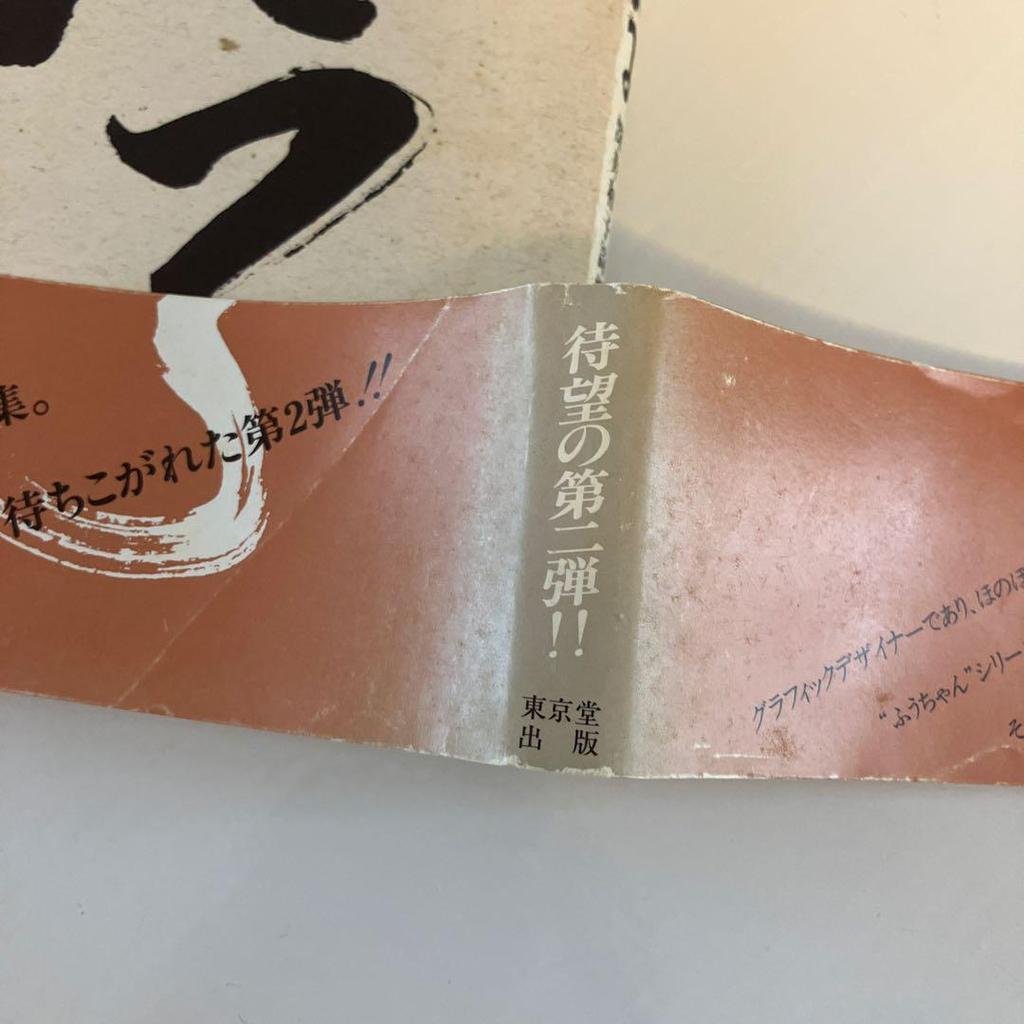 集。
待ちこがれた第2弾!!
待望の第二弾!!
東京堂
出版
グラフィックデザイナーであり、ほのぼ
“ふうちゃん”シリー
そ